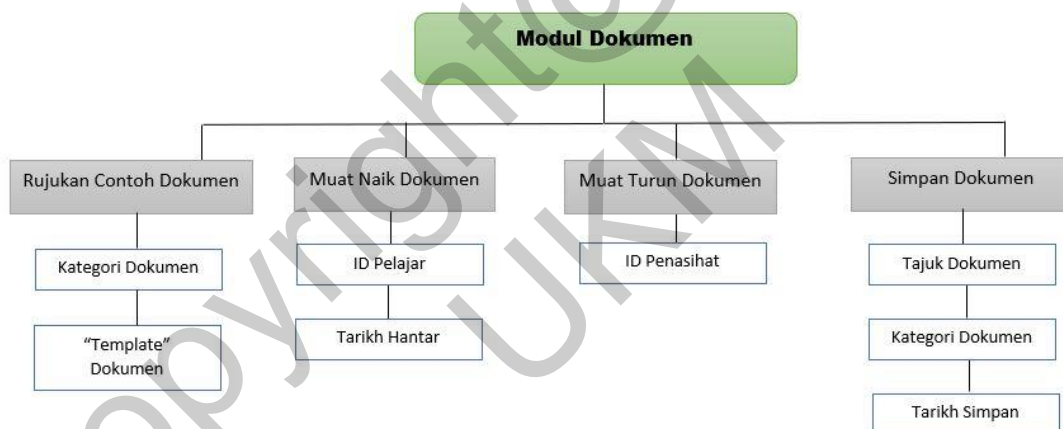 Modul Dokumen
Rujukan Contoh Dokumen
Muat Naik Dokumen
Muat Turun Dokumen
Simpan Dokumen
Kategori Dokumen
ID Pelajar
ID Penasihat
Tajuk Dokumen
“Template”
Dokumen
Tarikh Hantar
Kategori Dokumen
Tarikh Simpan
opyright@
UKM